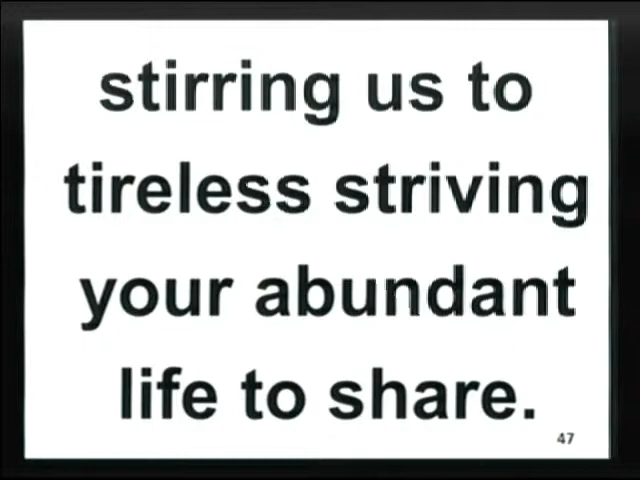 stirring us to
tireless striving
your abundant
life to share.
47